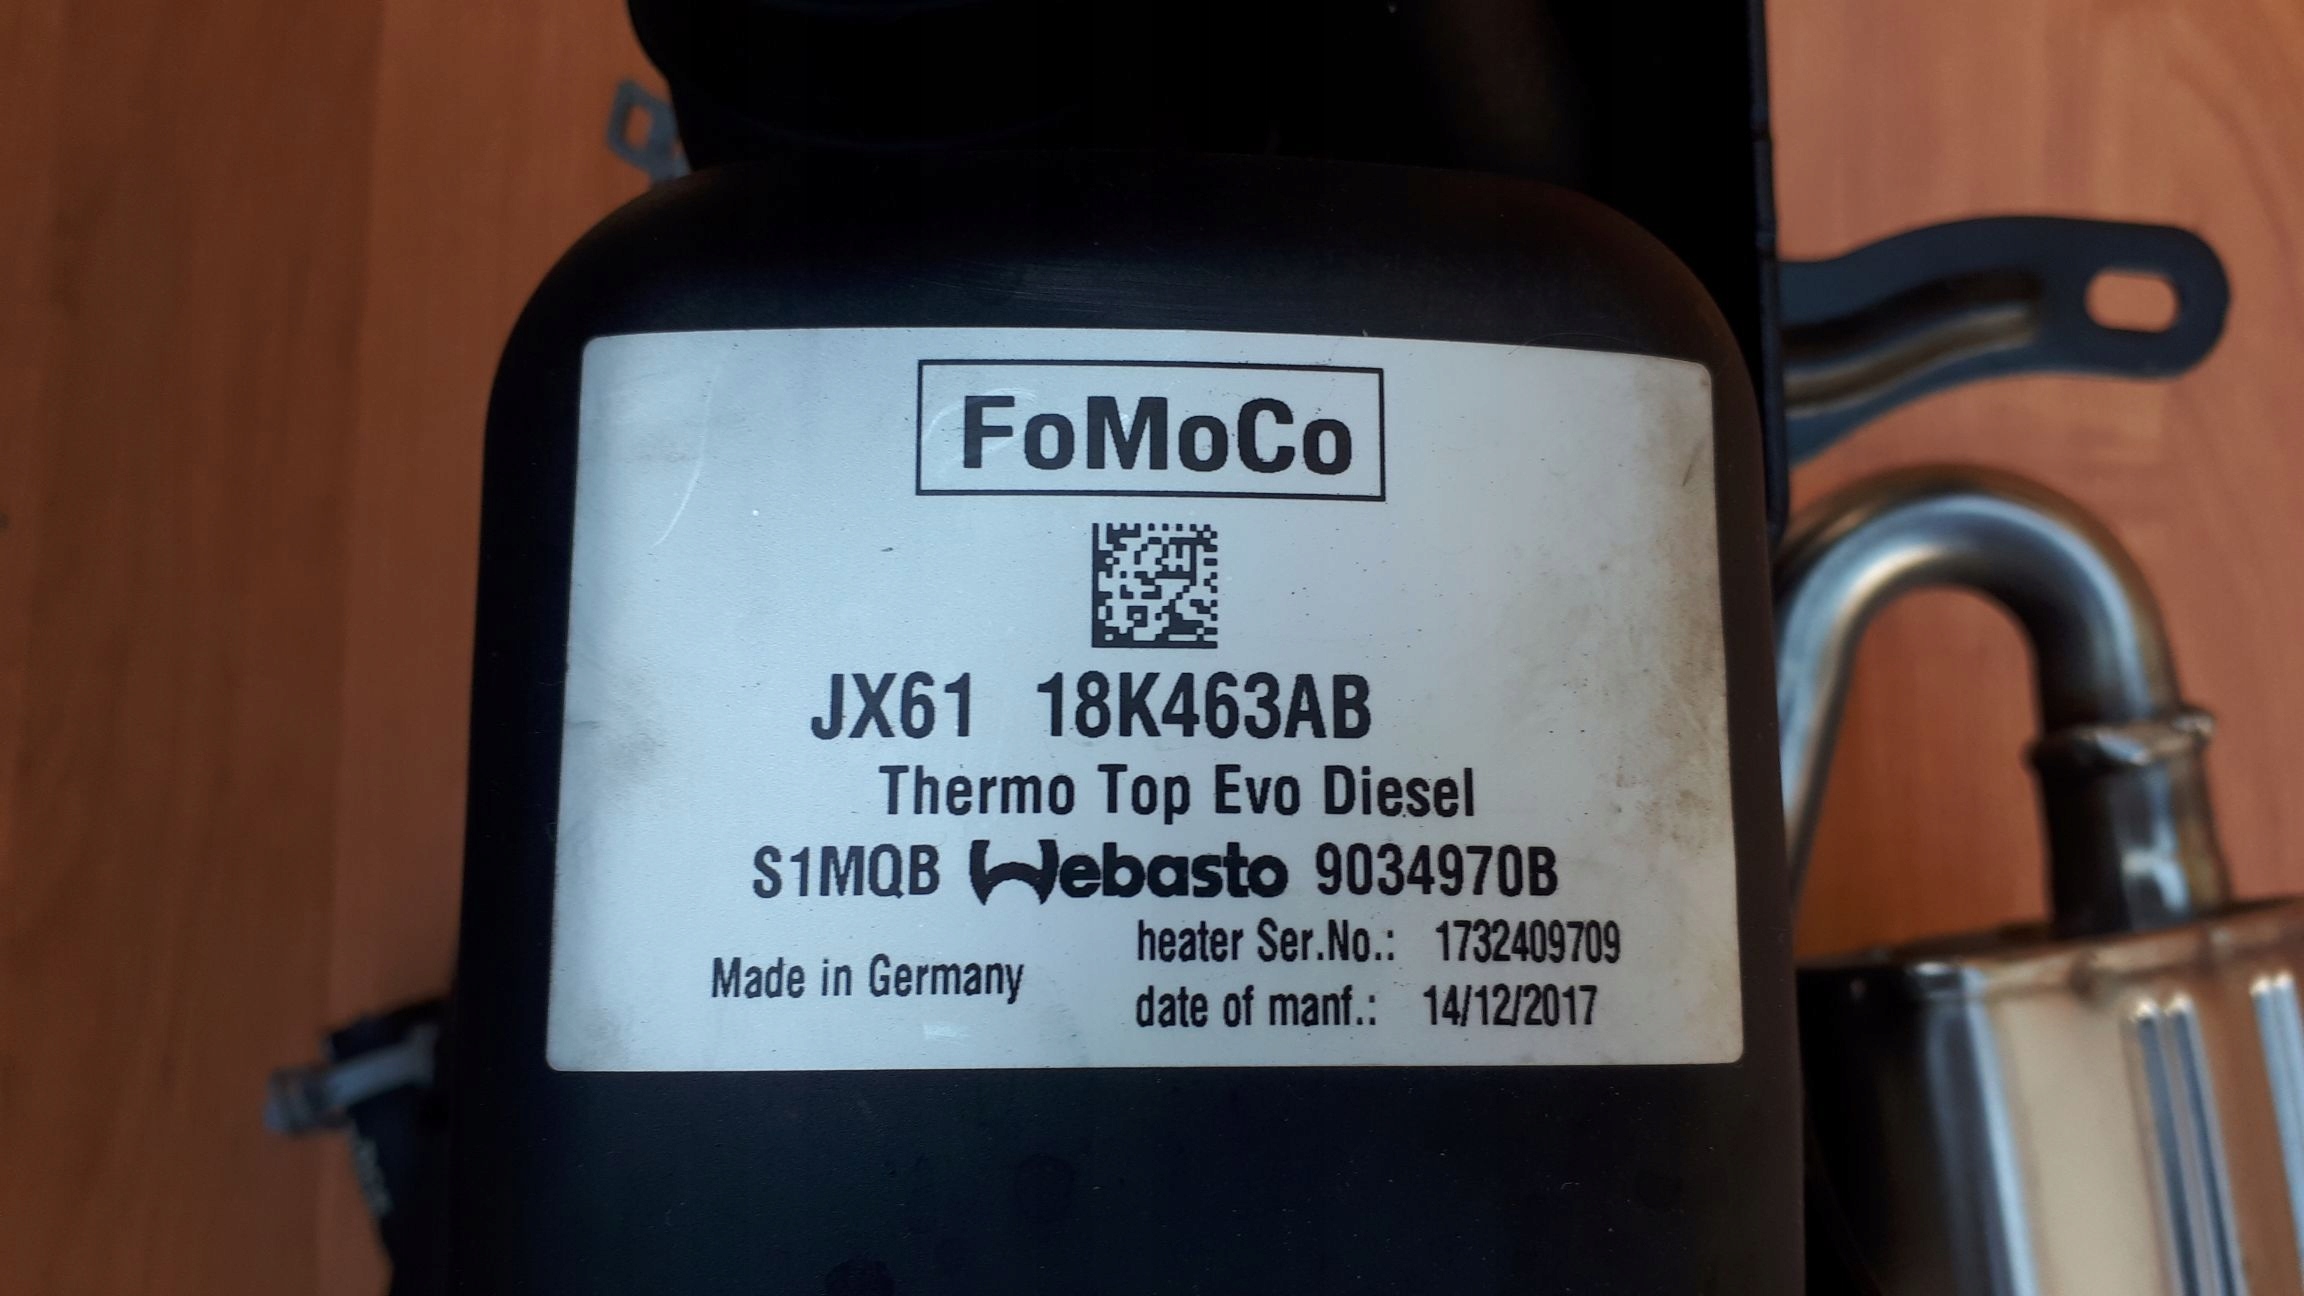 FoMoCo
JX61 18K463AB
Thermo Top Evo Diesel
S1MQB Webasto 9034970B
heater Ser.No.: 1732409709
Made in Germany
date of manf.: 14/12/2017